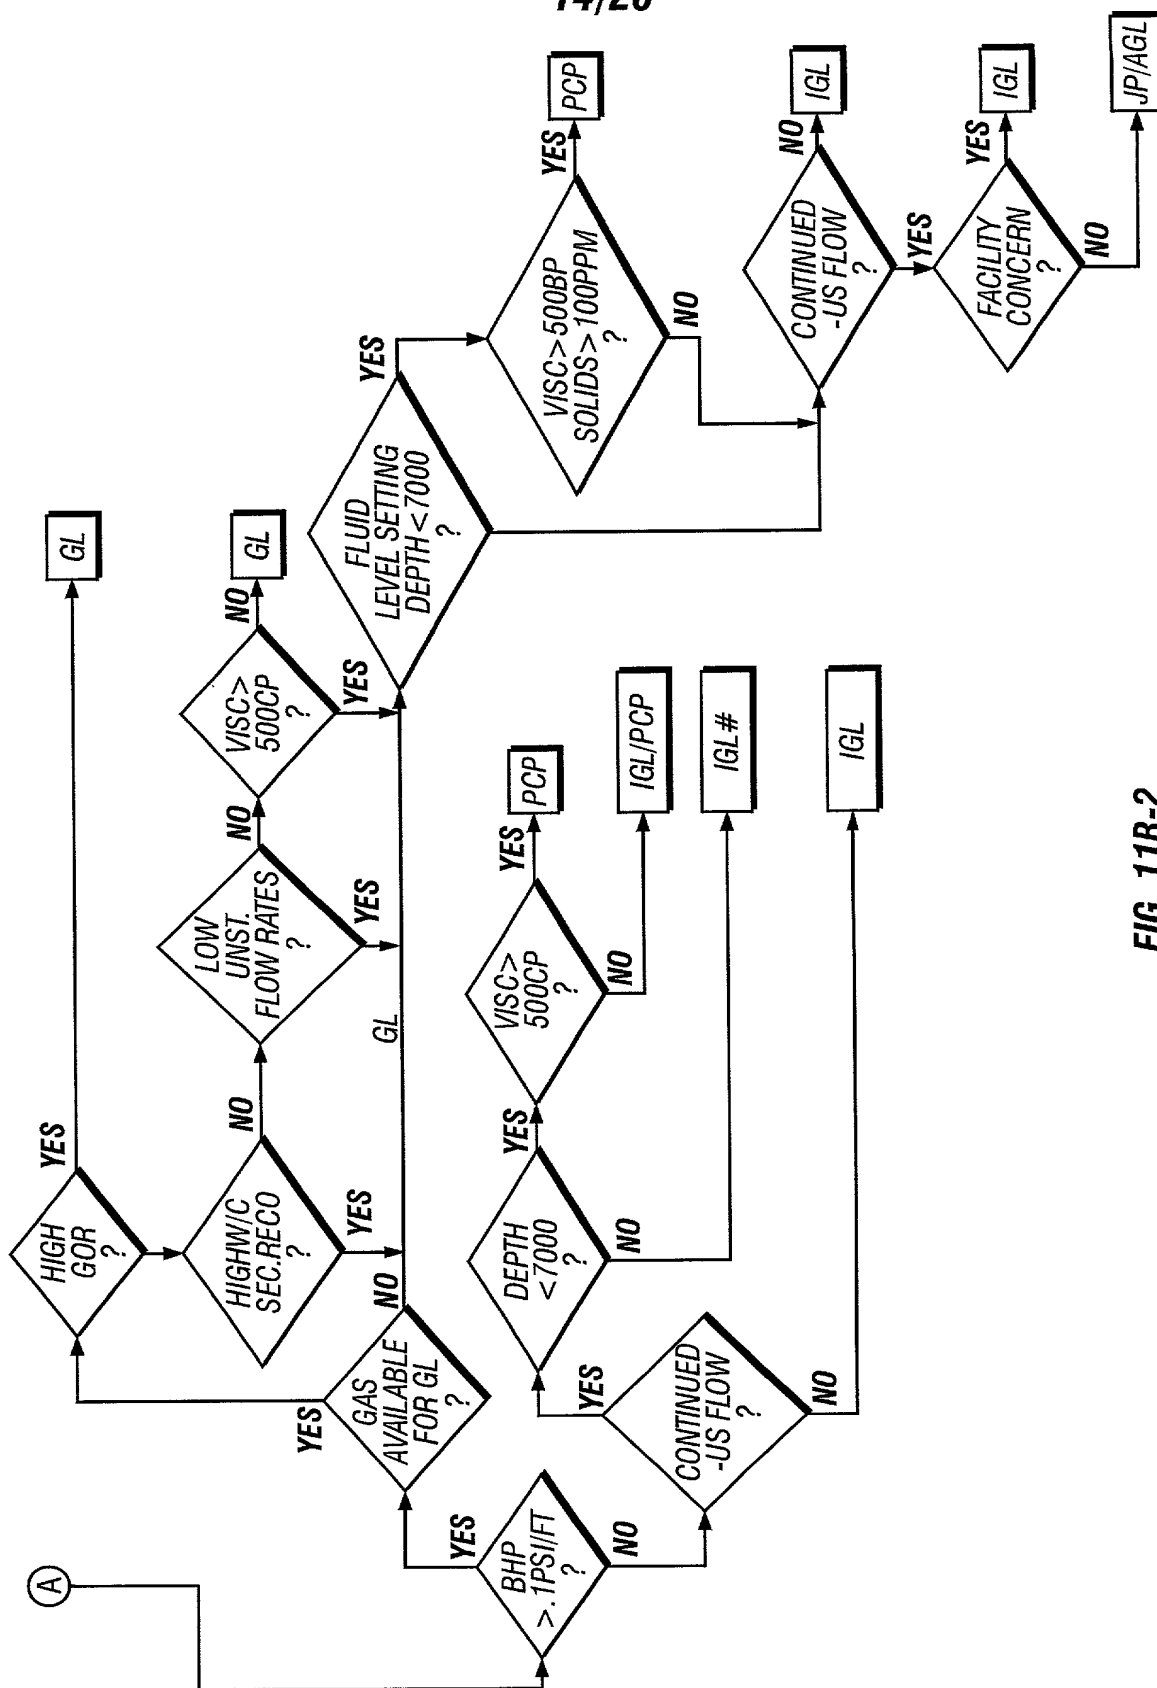 14/20
A
BHP
>.1PSI/FT
?
YES
NO
GAS
AVAILABLE
FOR GL
?
YES
NO
HIGH
GOR
?
YES
GL
HIGHW/C
SEC.RECO
?
NO
YES
LOW
UNST.
FLOW RATES
?
NO
YES
VISC>
500CP
?
NO
GL
YES
GL
FLUID
LEVEL SETTING
DEPTH<7000
?
YES
VISC>500BP
SOLIDS>100PPM
?
YES
PCP
NO
CONTINUED
-US FLOW
?
NO
IGL
YES
FACILITY
CONCERN
?
YES
IGL
NO
JP/AGL
CONTINUED
-US FLOW
?
YES
NO
IGL
DEPTH
<7000
?
YES
NO
IGL#
VISC>
500CP
?
YES
PCP
NO
IGL/PCP
FIG. 11B-2